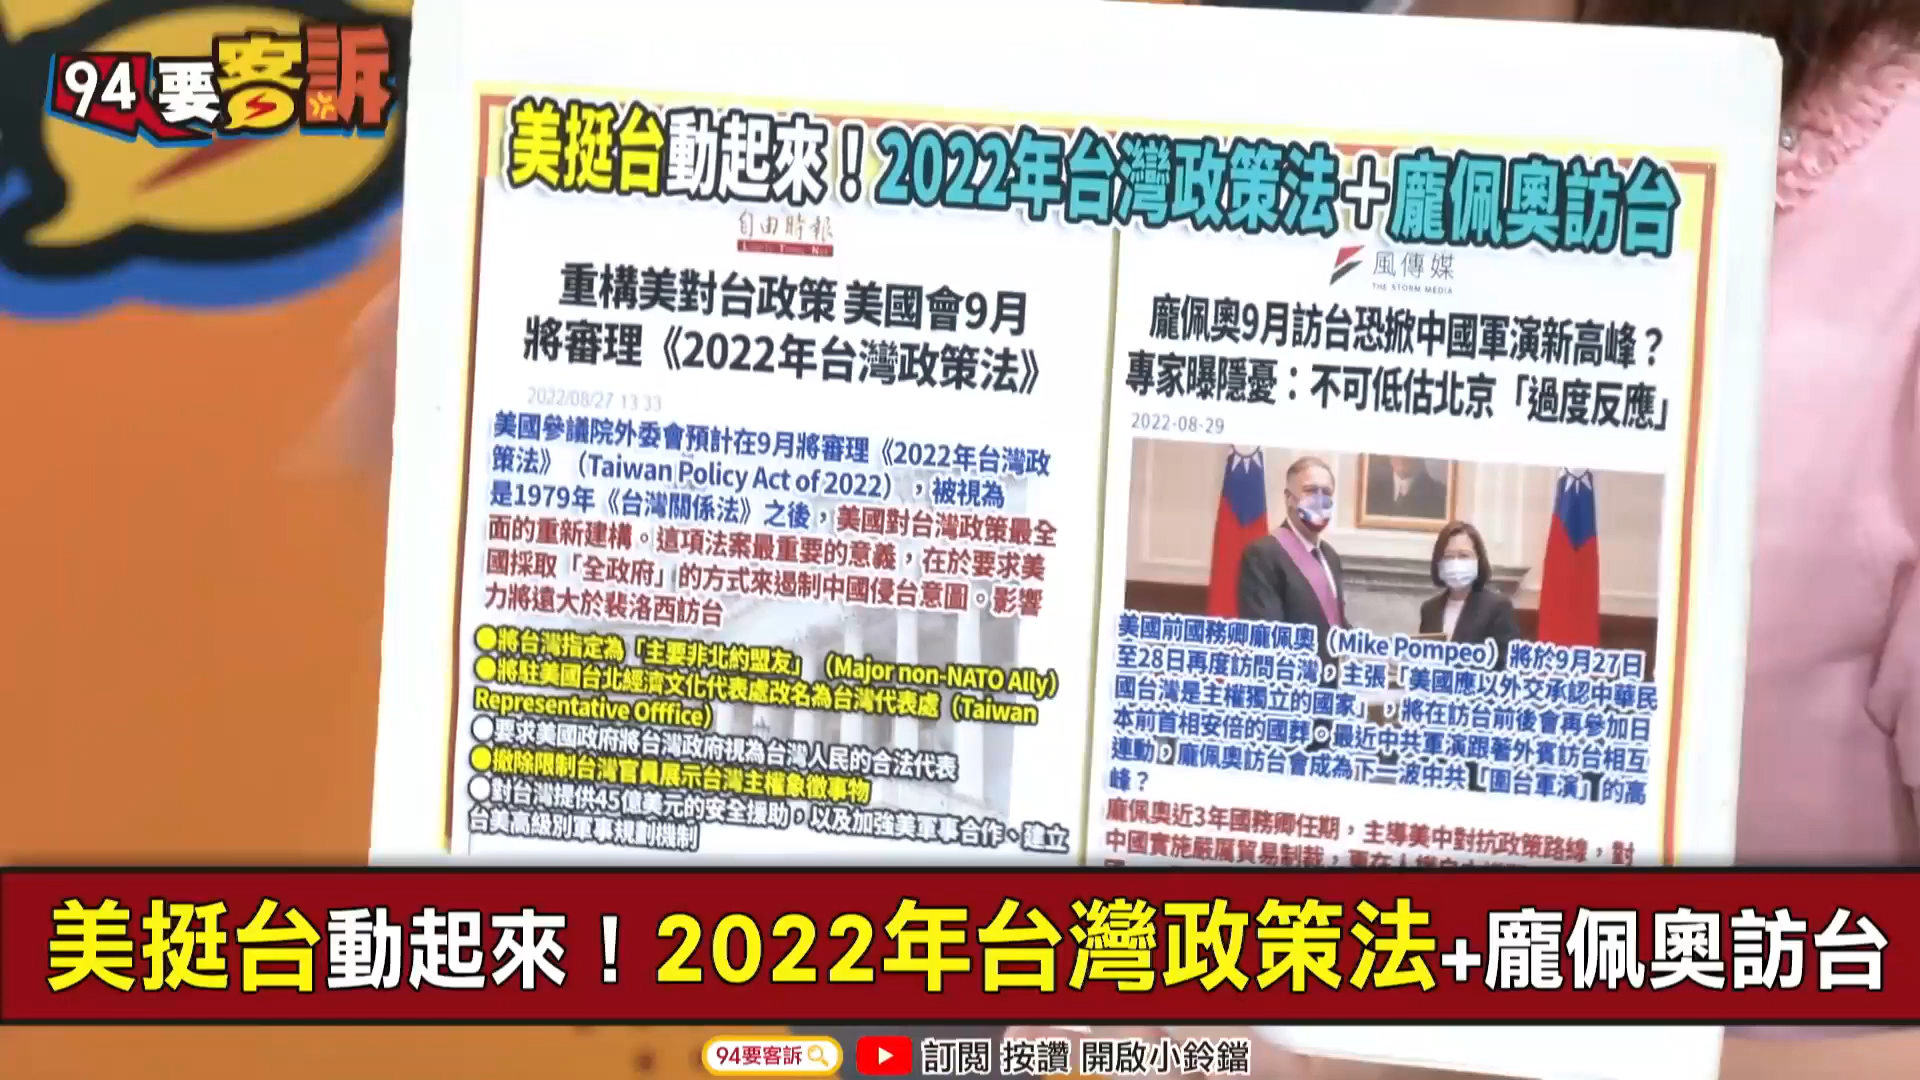 94要客訴
美挺台動起來！2022年台灣政策法＋龐佩奧訪台
自由時報
Liberty Times Net
重構美對台政策 美國會9月
將審理《2022年台灣政策法》
2022/08/27 13:33
美國參議院外委會預計在9月將審理《2022年台灣政
策法》（Taiwan Policy Act of 2022），被視為
是1979年《台灣關係法》之後，美國對台灣政策最全
面的重新建構。這項法案最重要的意義，在於要求美
國採取「全政府」的方式來遏制中國侵台意圖。影響
力將遠大於裴洛西訪台
●將台灣指定為「主要非北約盟友」（Major non-NATO Ally）
●將駐美國台北經濟文化代表處改名為台灣代表處（Taiwan
Representative Offfice）
○要求美國政府將台灣政府視為台灣人民的合法代表
●撤除限制台灣官員展示台灣主權象徵事物
○對台灣提供45億美元的安全援助，以及加強美軍事合作、建立
台美高級別軍事規劃機制
風傳媒
THE STORM MEDIA
龐佩奧9月訪台恐掀中國軍演新高峰？
專家曝隱憂：不可低估北京「過度反應」
2022-08-29
美國前國務卿龐佩奧（Mike Pompeo）將於9月27日
至28日再度訪問台灣，主張「美國應以外交承認中華民
國台灣是主權獨立的國家」，將在訪台前後會再參加日
本前首相安倍的國葬。最近中共軍演跟著外賓訪台相互
連動，龐佩奧訪台會成為下一波中共「圍台軍演」的高
峰？
龐佩奧近3年國務卿任期，主導美中對抗政策路線，對
中國實施嚴厲貿易制裁，
美挺台動起來！2022年台灣政策法+龐佩奧訪台
94要客訴
訂閱 按讚 開啟小鈴鐺